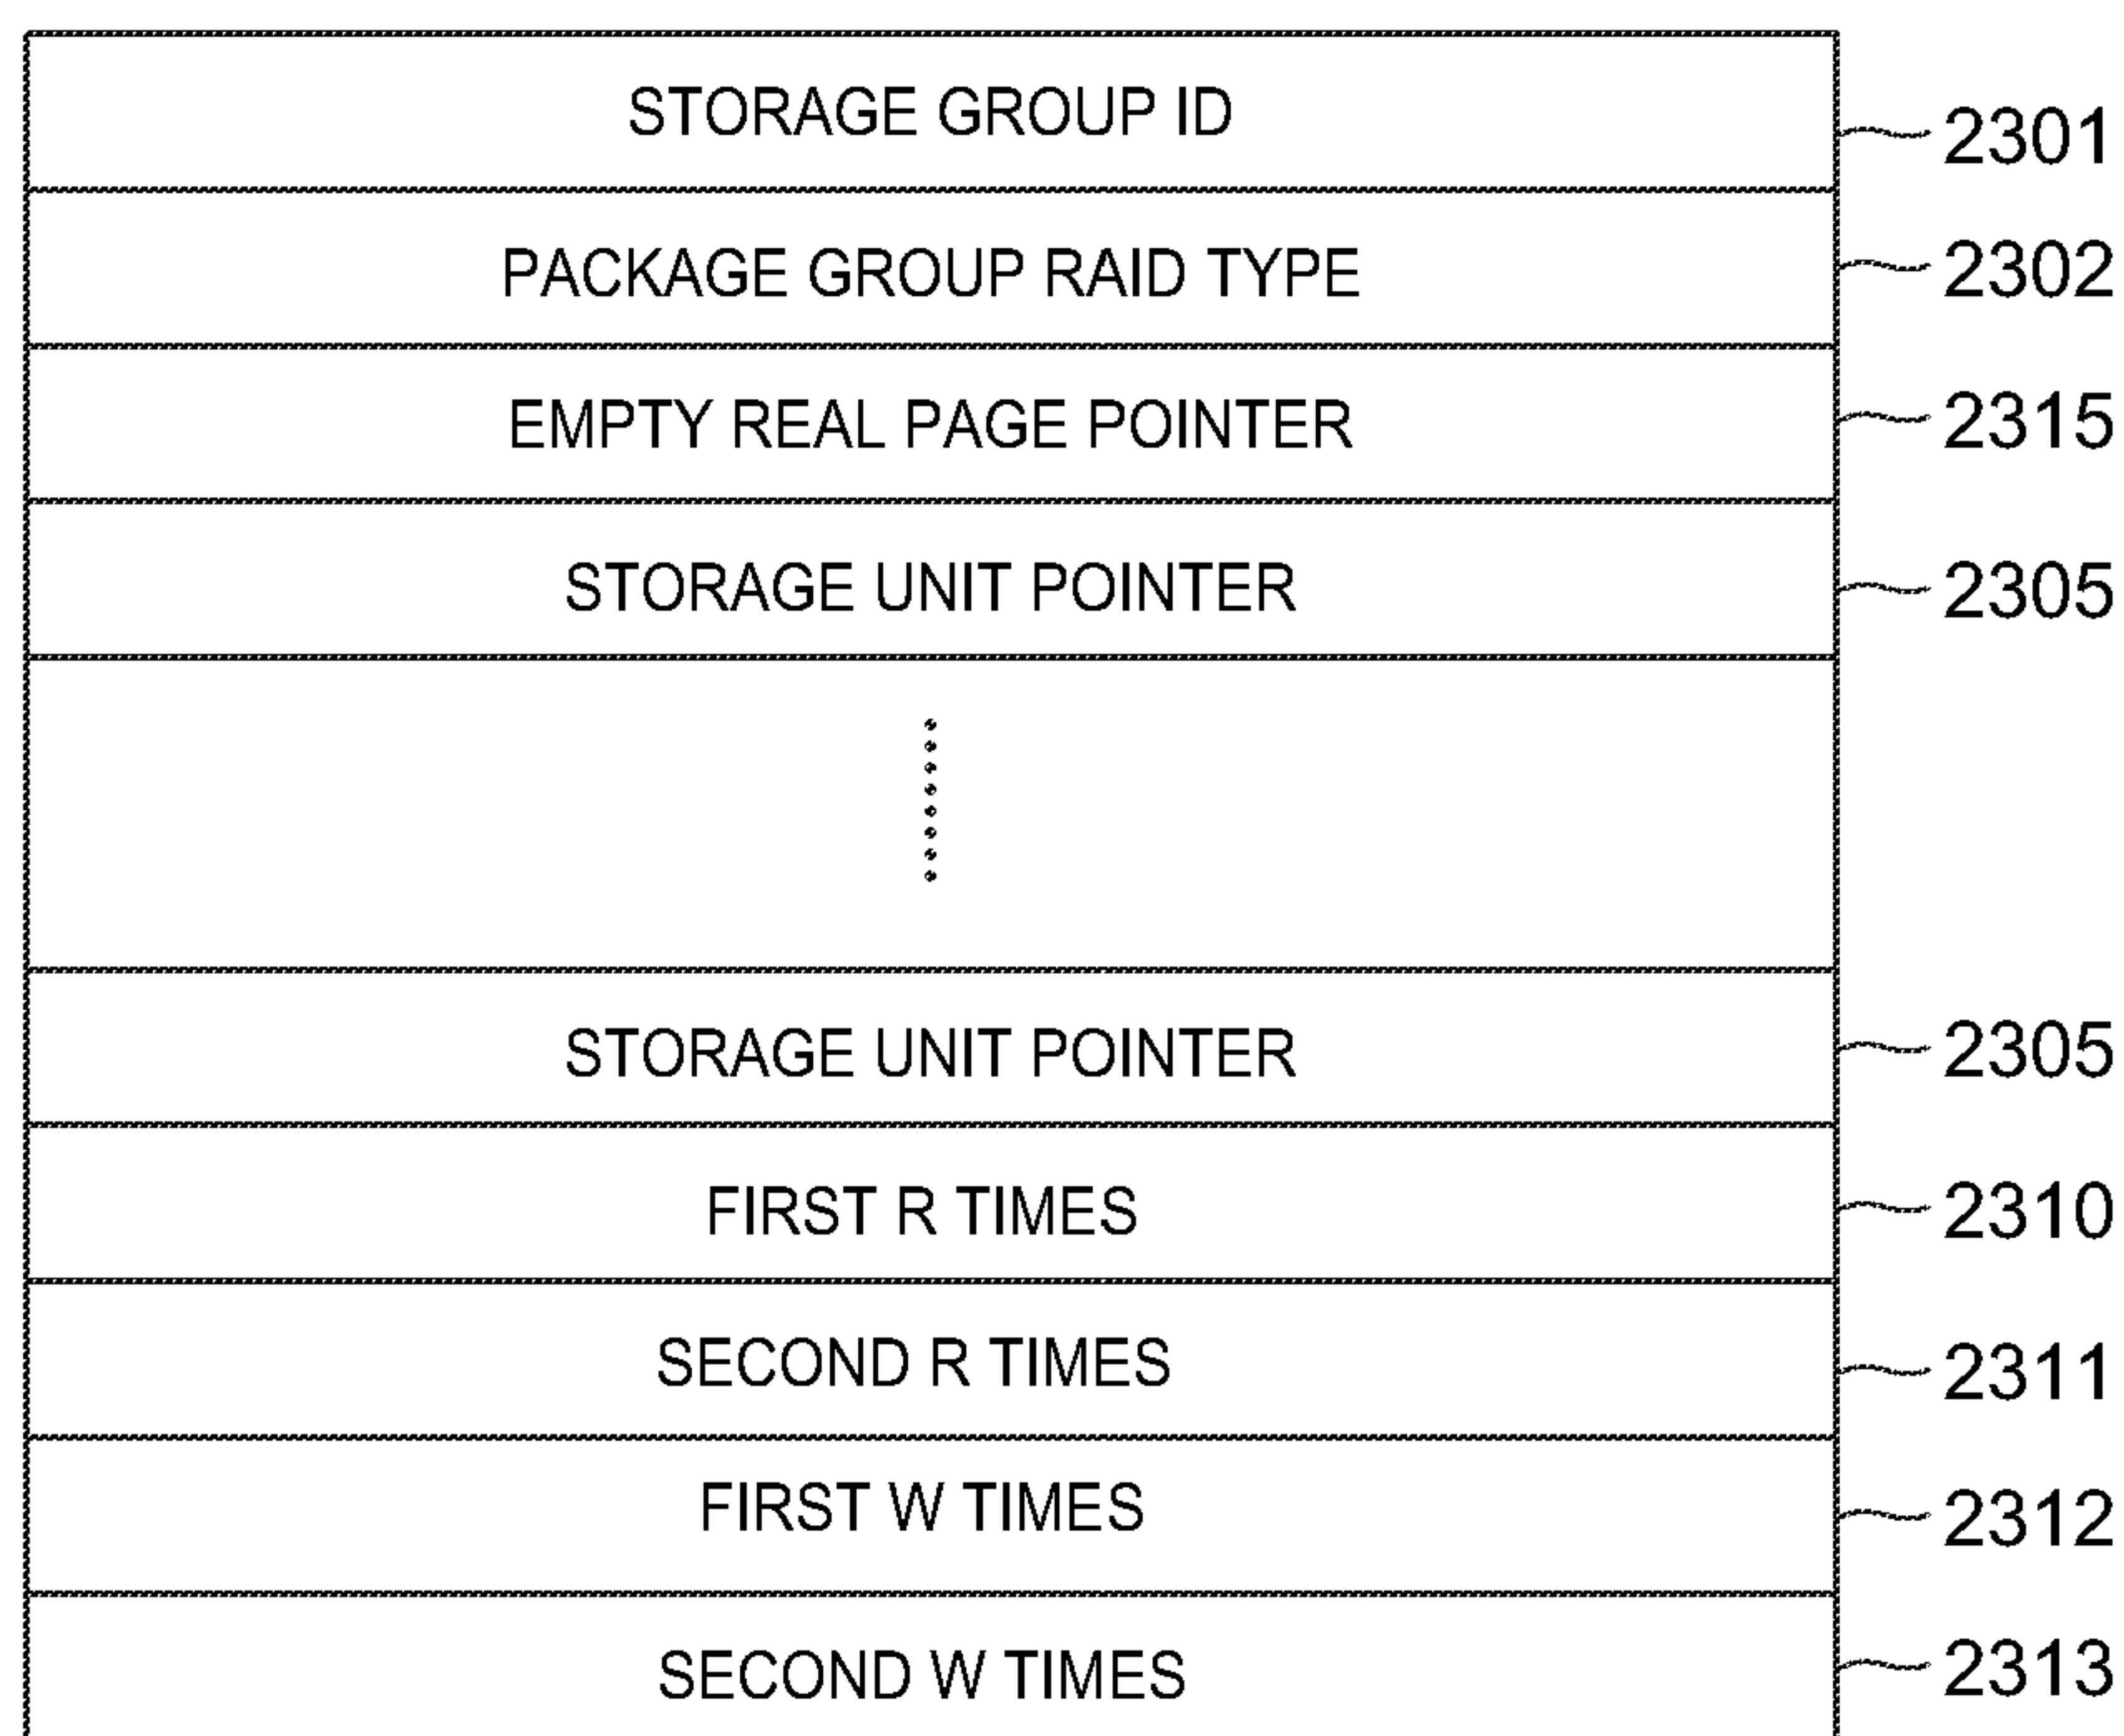 STORAGE GROUP ID 2301
PACKAGE GROUP RAID TYPE 2302
EMPTY REAL PAGE POINTER 2315
STORAGE UNIT POINTER 2305
STORAGE UNIT POINTER 2305
FIRST R TIMES 2310
SECOND R TIMES 2311
FIRST W TIMES 2312
SECOND W TIMES 2313